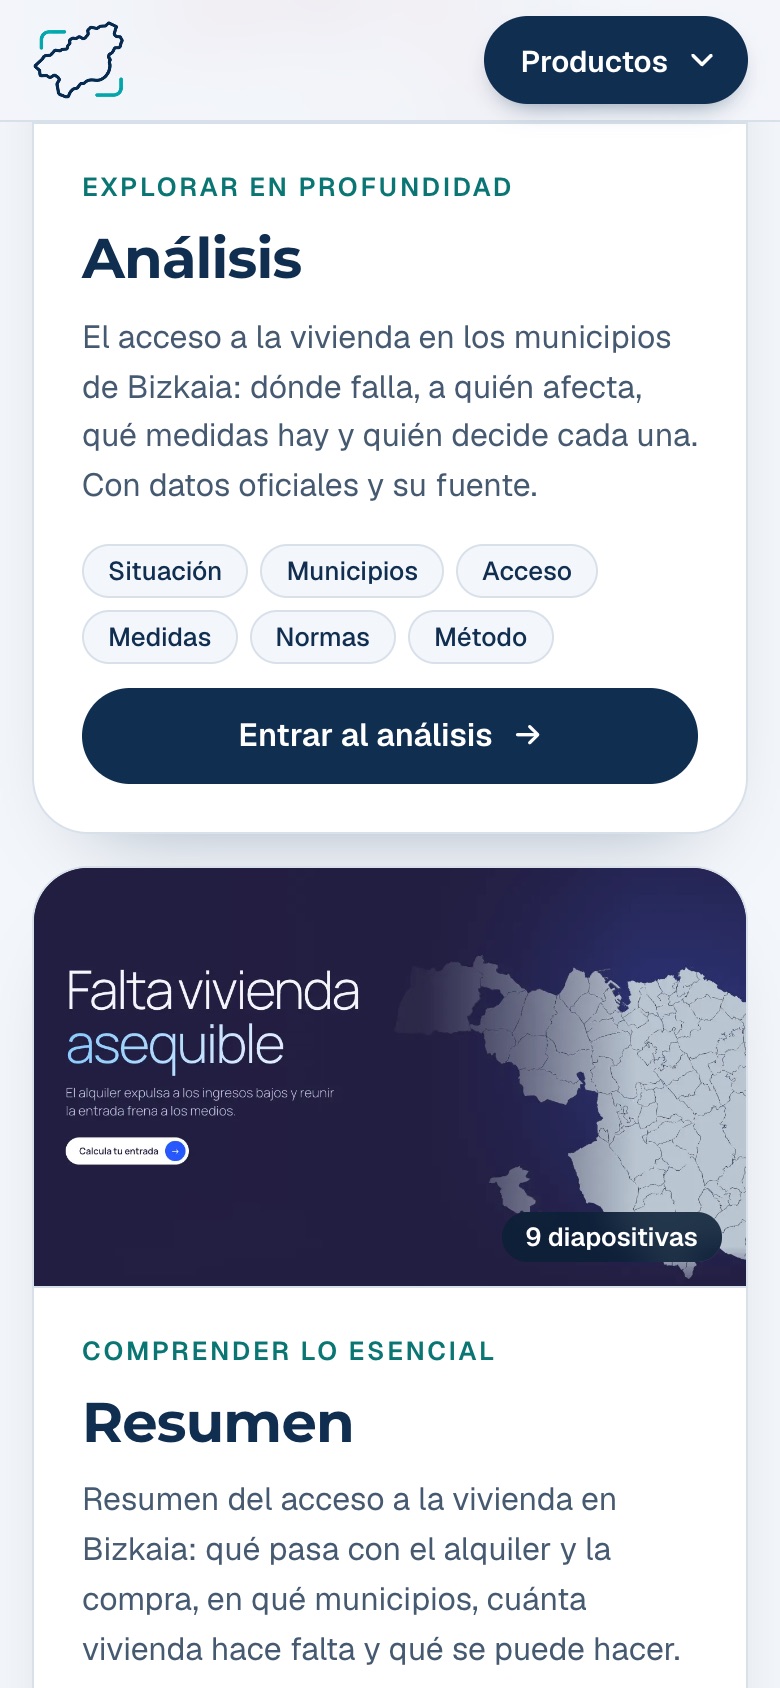 Productos
EXPLORAR EN PROFUNDIDAD
Análisis
El acceso a la vivienda en los municipios
de Bizkaia: dónde falla, a quién afecta,
qué medidas hay y quién decide cada una.
Con datos oficiales y su fuente.
Situación Municipios Acceso
Medidas Normas Método
Entrar al análisis →
Falta vivienda
asequible
El alquiler expulsa a los ingresos bajos y reunir
la entrada frena a los medios.
Calcula tu entrada →
9 diapositivas
COMPRENDER LO ESENCIAL
Resumen
Resumen del acceso a la vivienda en
Bizkaia: qué pasa con el alquiler y la
compra, en qué municipios, cuánta
vivienda hace falta y qué se puede hacer.